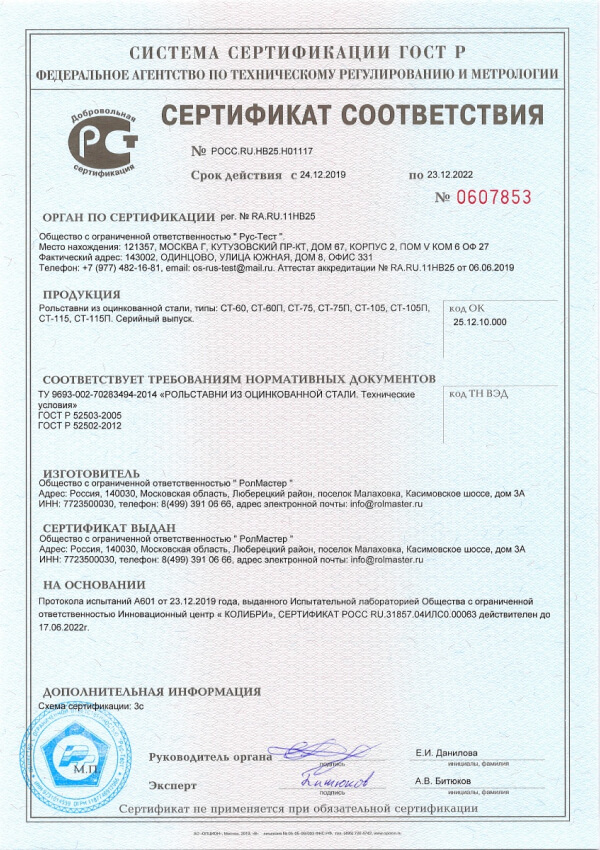 СИСТЕМА СЕРТИФИКАЦИИ ГОСТ Р
ФЕДЕРАЛЬНОЕ АГЕНТСТВО ПО ТЕХНИЧЕСКОМУ РЕГУЛИРОВАНИЮ И МЕТРОЛОГИИ
Добровольная
РСТ
сертификация
СЕРТИФИКАТ СООТВЕТСТВИЯ
№ РОСС.RU.НВ25.Н01117
Срок действия с 24.12.2019 по 23.12.2022
№ 0607853
ОРГАН ПО СЕРТИФИКАЦИИ рег. № RA.RU.11НВ25
Общество с ограниченной ответственностью " Рус-Тест ".
Место нахождения: 121357, МОСКВА Г, КУТУЗОВСКИЙ ПР-КТ, ДОМ 67, КОРПУС 2, ПОМ V КОМ 6 ОФ 27
Фактический адрес: 143002, ОДИНЦОВО, УЛИЦА ЮЖНАЯ, ДОМ 8, ОФИС 331
Телефон: +7 (977) 482-16-81, email: os-rus-test@mail.ru. Аттестат аккредитации № RA.RU.11НВ25 от 06.06.2019
ПРОДУКЦИЯ
Рольставни из оцинкованной стали, типы: СТ-60, СТ-60П, СТ-75, СТ-75П, СТ-105, СТ-105П,
СТ-115, СТ-115П. Серийный выпуск.
код ОК
25.12.10.000
СООТВЕТСТВУЕТ ТРЕБОВАНИЯМ НОРМАТИВНЫХ ДОКУМЕНТОВ
ТУ 9693-002-70283494-2014 «РОЛЬСТАВНИ ИЗ ОЦИНКОВАННОЙ СТАЛИ. Технические
условия»
ГОСТ Р 52503-2005
ГОСТ Р 52502-2012
код ТН ВЭД
ИЗГОТОВИТЕЛЬ
Общество с ограниченной ответственностью " РолМастер "
Адрес: Россия, 140030, Московская область, Люберецкий район, поселок Малаховка, Касимовское шоссе, дом 3А
ИНН: 7723500030, телефон: 8(499) 391 06 66, адрес электронной почты: info@rolmaster.ru
СЕРТИФИКАТ ВЫДАН
Общество с ограниченной ответственностью " РолМастер "
Адрес: Россия, 140030, Московская область, Люберецкий район, поселок Малаховка, Касимовское шоссе, дом 3А
ИНН: 7723500030, телефон: 8(499) 391 06 66, адрес электронной почты: info@rolmaster.ru
НА ОСНОВАНИИ
Протокола испытаний А601 от 23.12.2019 года, выданного Испытательной лабораторией Общества с ограниченной
ответственностью Инновационный центр « КОЛИБРИ», СЕРТИФИКАТ РОСС RU.31857.04ИЛС0.00063 действителен до
17.06.2022г.
ДОПОЛНИТЕЛЬНАЯ ИНФОРМАЦИЯ
Схема сертификации: 3с
М.П.
Руководитель органа
подпись
Е.И. Данилова
инициалы, фамилия
Эксперт
Битюков
подпись
А.В. Битюков
инициалы, фамилия
Сертификат не применяется при обязательной сертификации